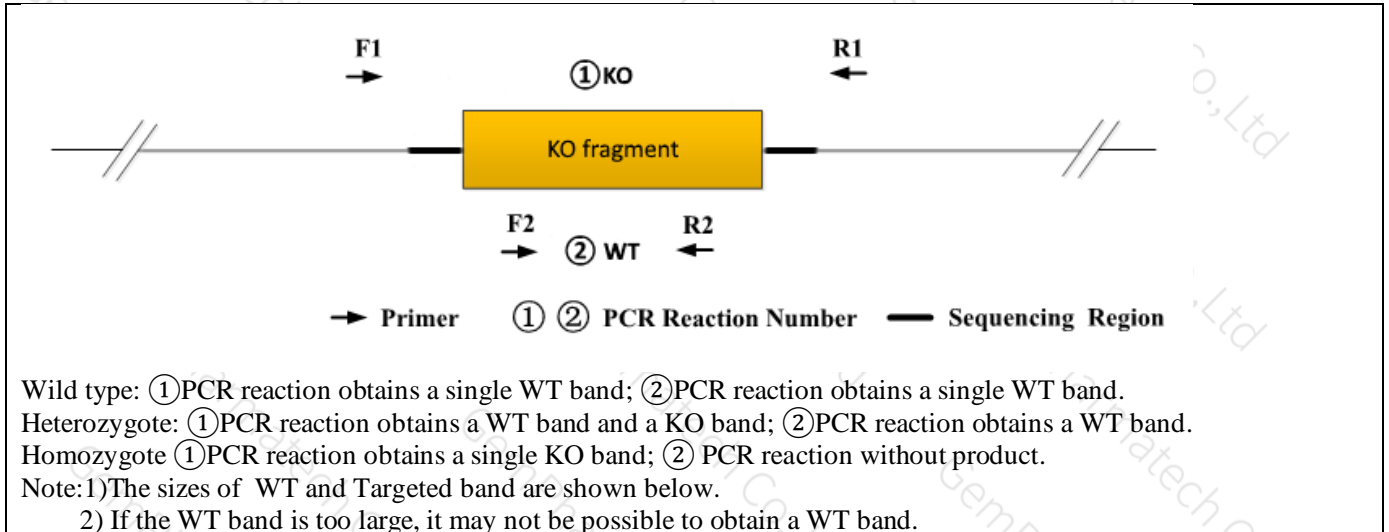 F1 R1
①KO
KO fragment
F2 R2
② WT
Primer ① ② PCR Reaction Number Sequencing Region
Wild type: ①PCR reaction obtains a single WT band; ②PCR reaction obtains a single WT band.
Heterozygote: ①PCR reaction obtains a WT band and a KO band; ②PCR reaction obtains a WT band.
Homozygote ①PCR reaction obtains a single KO band; ② PCR reaction without product.
Note:1)The sizes of WT and Targeted band are shown below.
2) If the WT band is too large, it may not be possible to obtain a WT band.
Co.,Ltd
.,Ltd